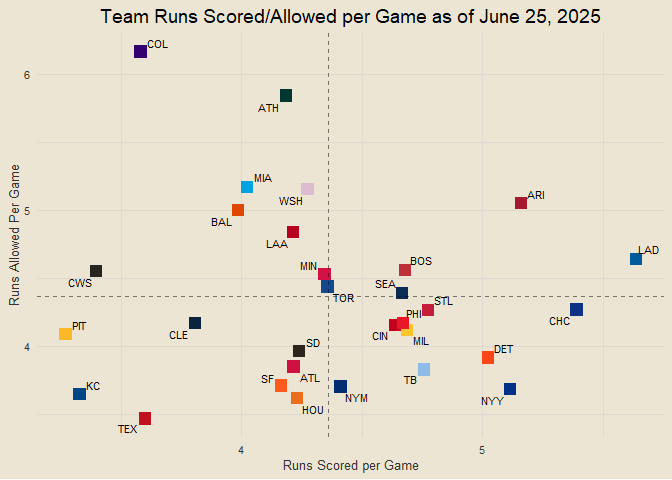 Team Runs Scored/Allowed per Game as of June 25, 2025
COL
6
ATH
MIA
WSH
ARI
5
BAL
LAA
LAD
MIN
BOS
CWS
SEA
TOR
STL
PIT
PHI
CHC
CLE
CIN
MIL
4
SD
DET
SF
ATL
TB
KC
NYM
NYY
HOU
TEX
4
5
Runs Scored per Game
Runs Allowed Per Game